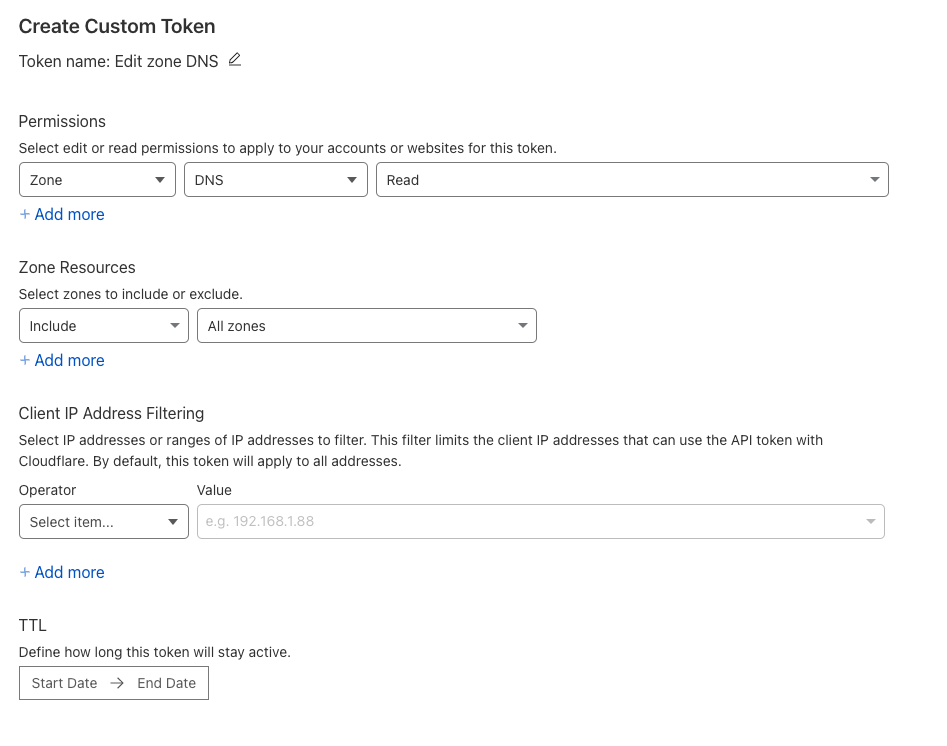 Create Custom Token
Token name: Edit zone DNS
Permissions
Select edit or read permissions to apply to your accounts or websites for this token.
Zone DNS Read
+ Add more
Zone Resources
Select zones to include or exclude.
Include All zones
+ Add more
Client IP Address Filtering
Select IP addresses or ranges of IP addresses to filter. This filter limits the client IP addresses that can use the API token with
Cloudflare. By default, this token will apply to all addresses.
Operator Value
Select item... e.g. 192.168.1.88
+ Add more
TTL
Define how long this token will stay active.
Start Date → End Date